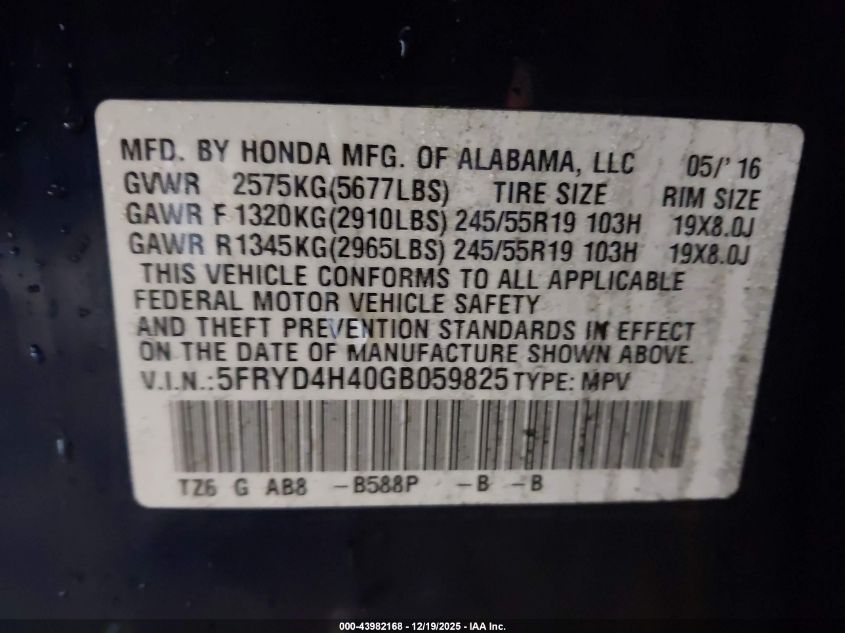 MFD. BY HONDA MFG. OF ALABAMA, LLC 05/' 16
GVWR 2575KG(5677LBS) TIRE SIZE RIM SIZE
GAWR F 1320KG(2910LBS) 245/55R19 103H 19X8.0J
GAWR R 1345KG(2965LBS) 245/55R19 103H 19X8.0J
THIS VEHICLE CONFORMS TO ALL APPLICABLE
FEDERAL MOTOR VEHICLE SAFETY
AND THEFT PREVENTION STANDARDS IN EFFECT
ON THE DATE OF MANUFACTURE SHOWN ABOVE.
V.I.N.:5FRYD4H40GB059825 TYPE: MPV
TZ6 G AB8 -B588P -B -B
000-43982168 - 12/19/2025 - IAA Inc.